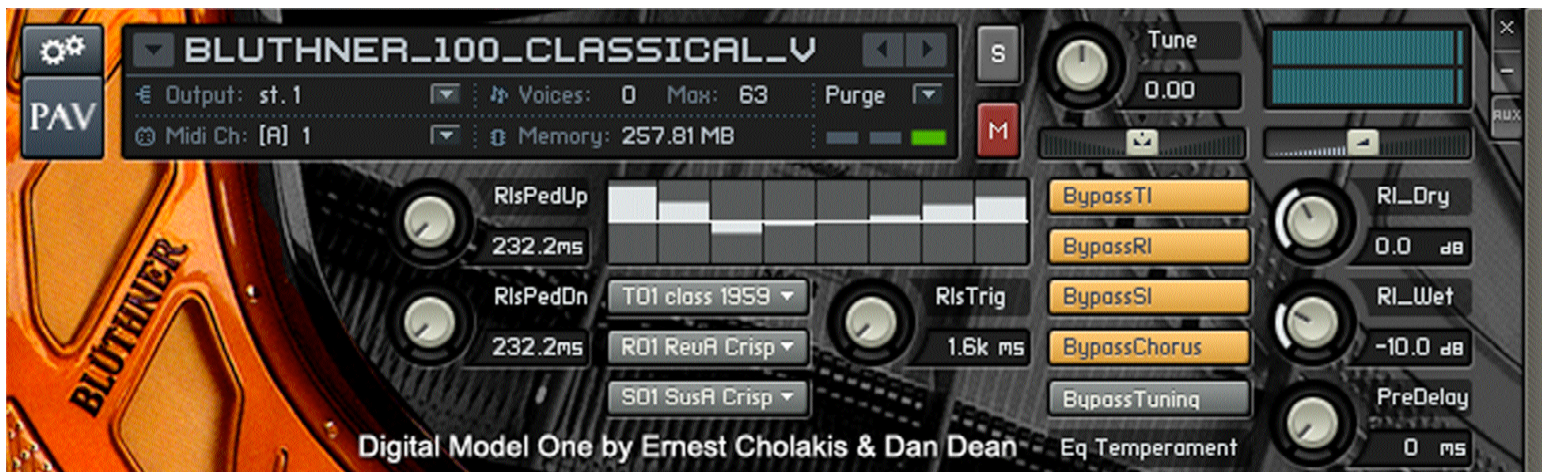 BLUTHNER_100_CLASSICAL_V
S
Tune
X
Output: st. 1
Voices: 0 Max: 63
Purge
0.00
PAV
Midi Ch: [A] 1
Memory: 257.81 MB
M
AUX
RlsPedUp
BypassTI
RI_Dry
232.2ms
BypassRI
0.0 dB
RlsPedDn
T01 class 1959
RlsTrig
BypassSI
RI_Wet
232.2ms
R01 RevA Crisp
1.6k ms
BypassChorus
-10.0 dB
S01 SusA Crisp
BypassTuning
PreDelay
BLÜTHNER
Digital Model One by Ernest Cholakis & Dan Dean
Eq Temperament
0 ms